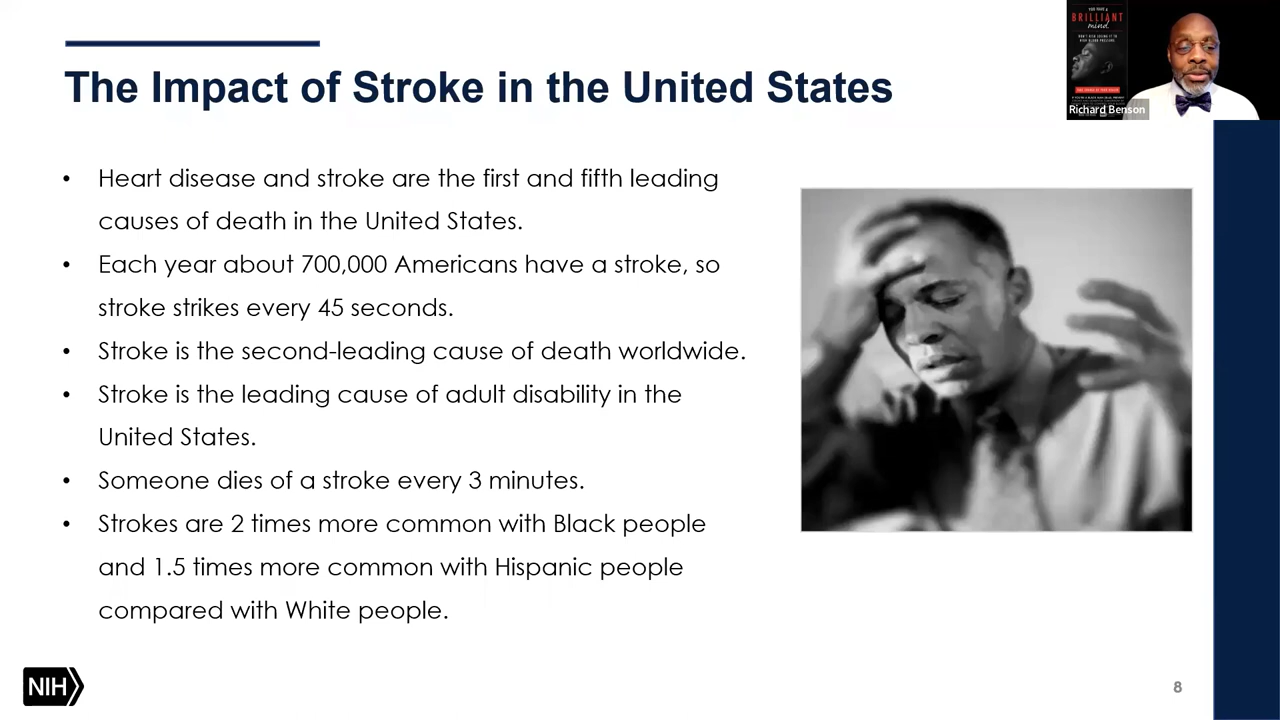 The Impact of Stroke in the United States
YOU HAVE A
BRILLIANT
mind
Richard Benson
• Heart disease and stroke are the first and fifth leading
causes of death in the United States.
• Each year about 700,000 Americans have a stroke, so
stroke strikes every 45 seconds.
• Stroke is the second-leading cause of death worldwide.
• Stroke is the leading cause of adult disability in the
United States.
• Someone dies of a stroke every 3 minutes.
• Strokes are 2 times more common with Black people
and 1.5 times more common with Hispanic people
compared with White people.
NIH
8